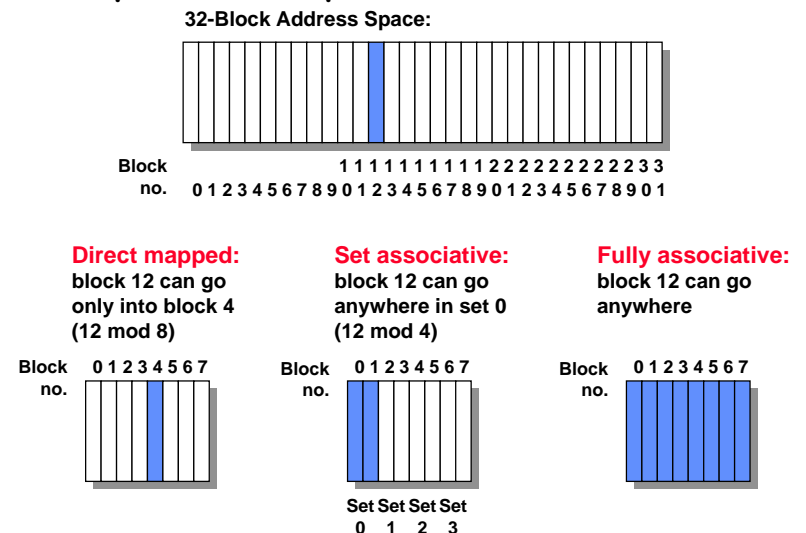 32-Block Address Space:
Block
no.
1 1 1 1 1 1 1 1 1 1 2 2 2 2 2 2 2 2 2 2 3 3
0 1 2 3 4 5 6 7 8 9 0 1 2 3 4 5 6 7 8 9 0 1 2 3 4 5 6 7 8 9 0 1
Direct mapped:
block 12 can go
only into block 4
(12 mod 8)
Block
no.
0 1 2 3 4 5 6 7
Set associative:
block 12 can go
anywhere in set 0
(12 mod 4)
Block
no.
0 1 2 3 4 5 6 7
Set Set Set Set
0 1 2 3
Fully associative:
block 12 can go
anywhere
Block
no.
0 1 2 3 4 5 6 7